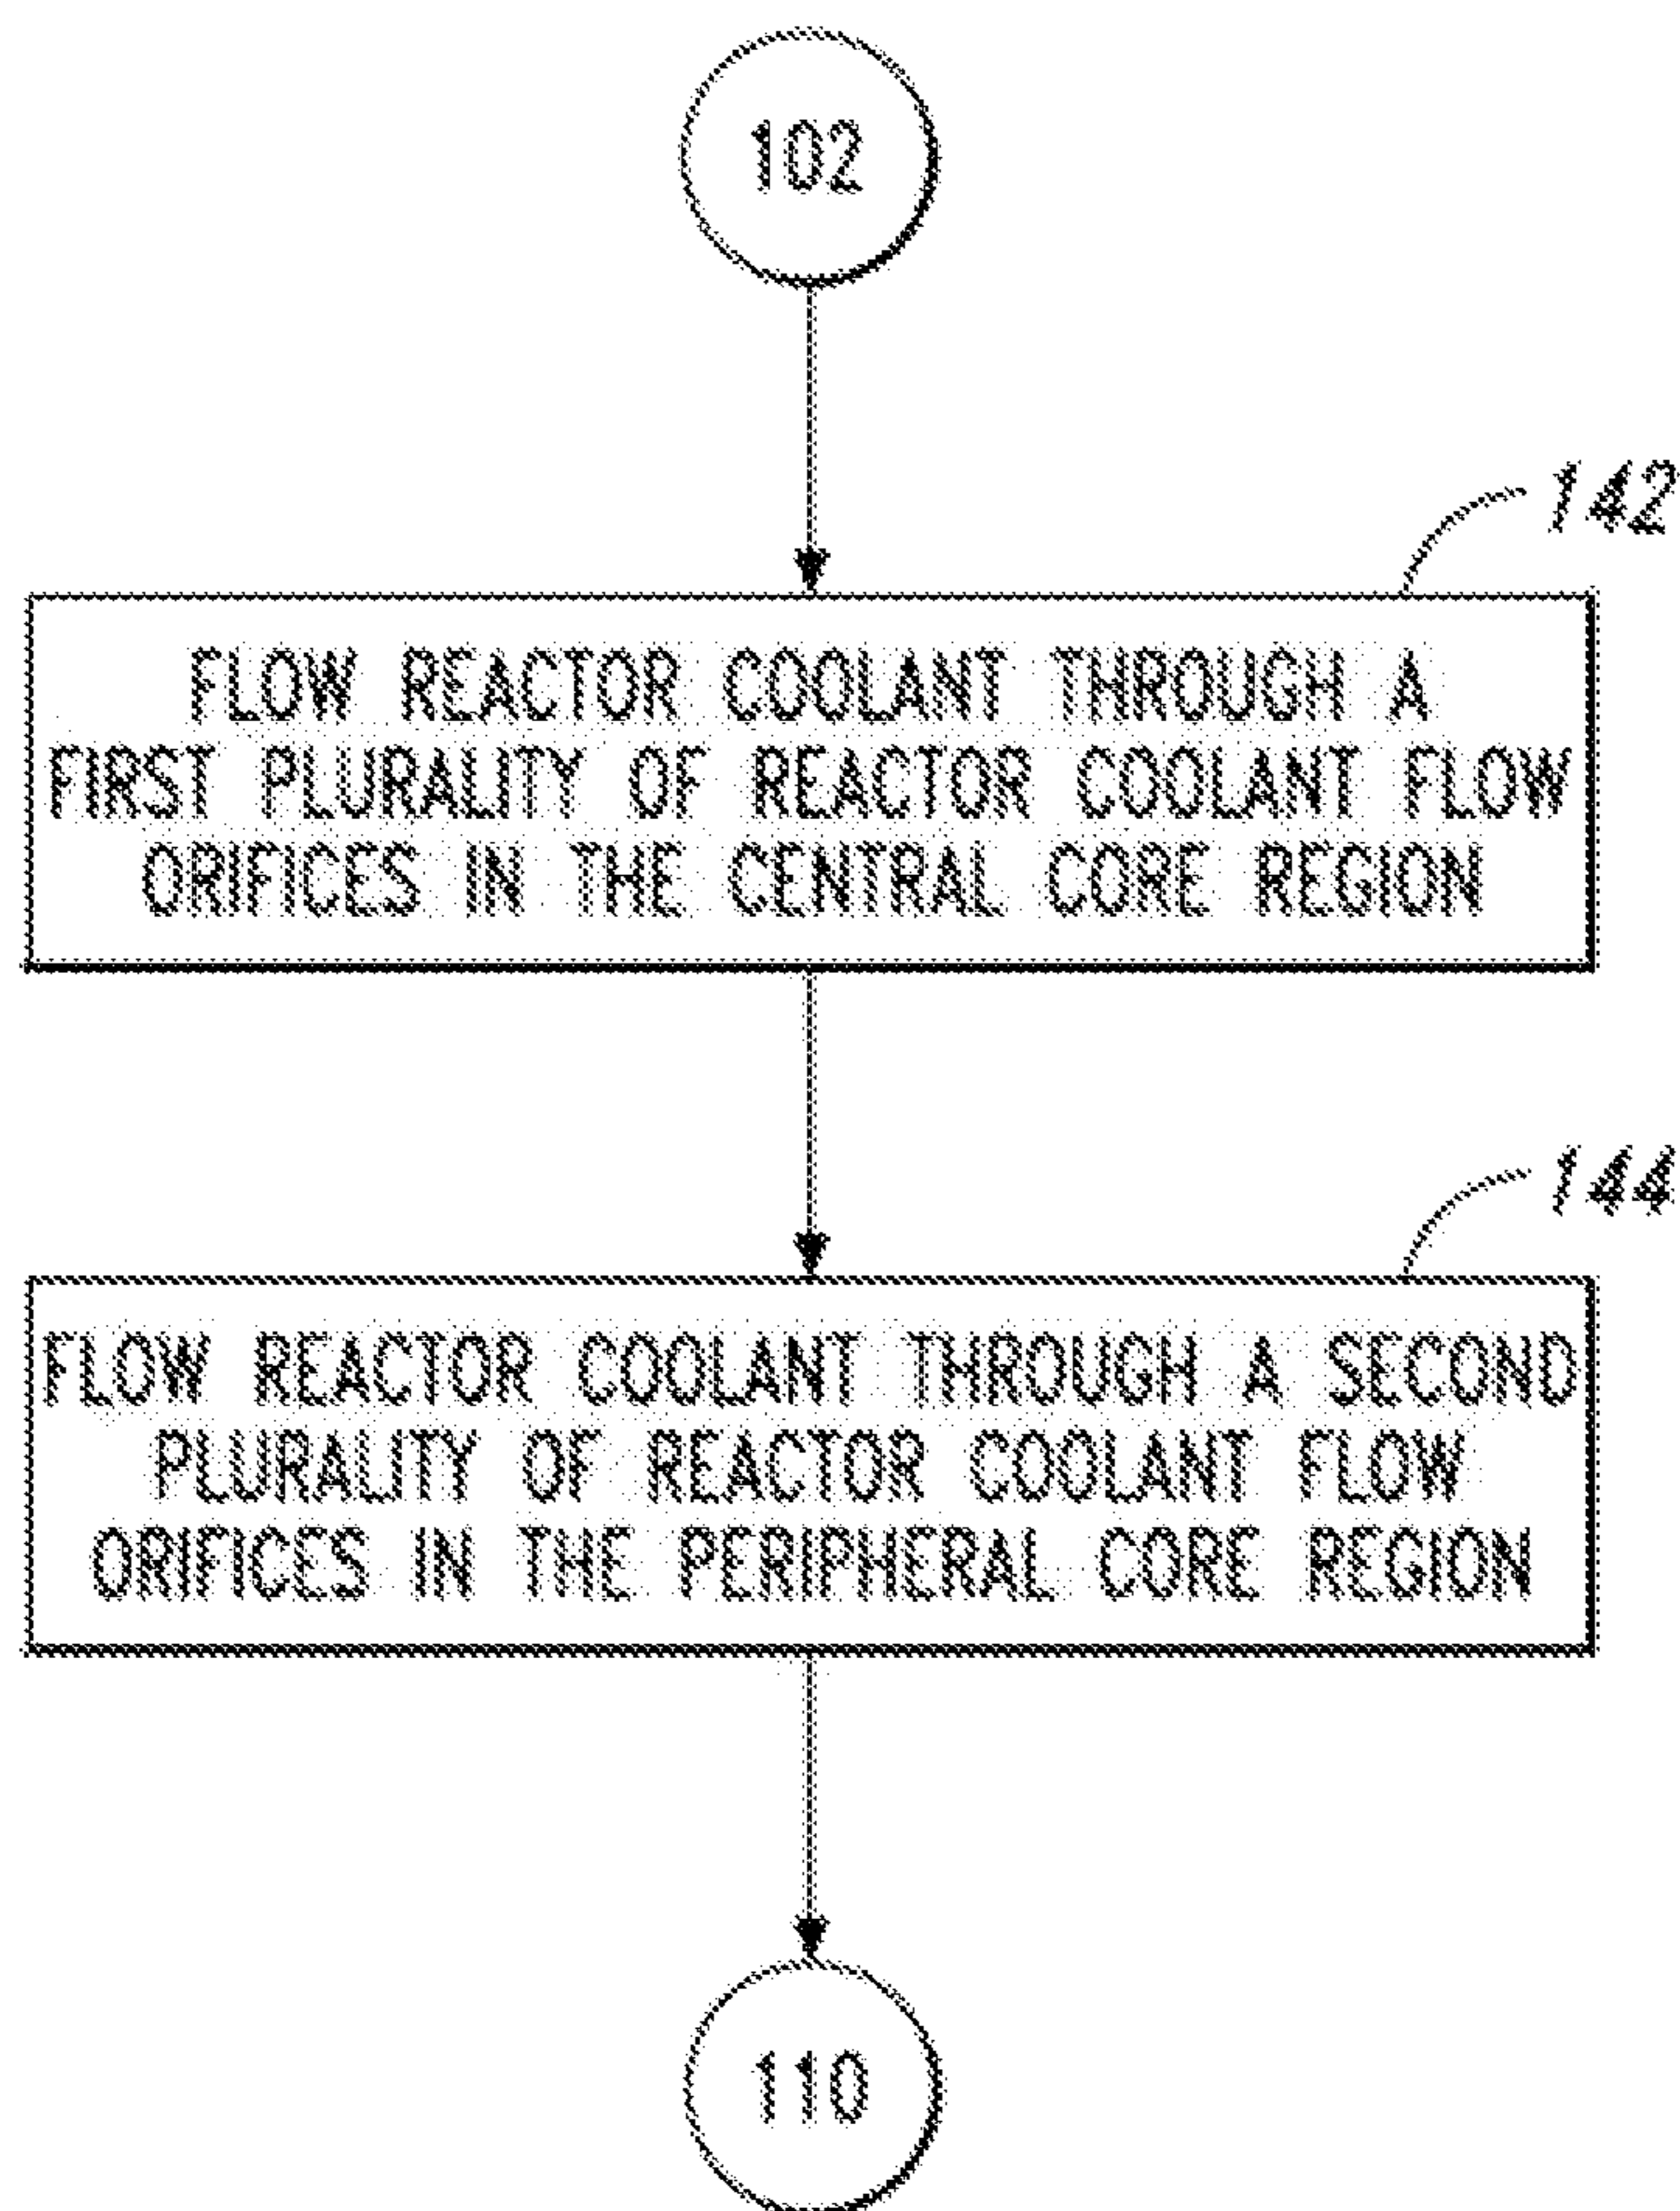 102
142
FLOW REACTOR COOLANT THROUGH A
FIRST PLURALITY OF REACTOR COOLANT FLOW
ORIFICES IN THE CENTRAL CORE REGION
144
FLOW REACTOR COOLANT THROUGH A SECOND
PLURALITY OF REACTOR COOLANT FLOW
ORIFICES IN THE PERIPHERAL CORE REGION
110